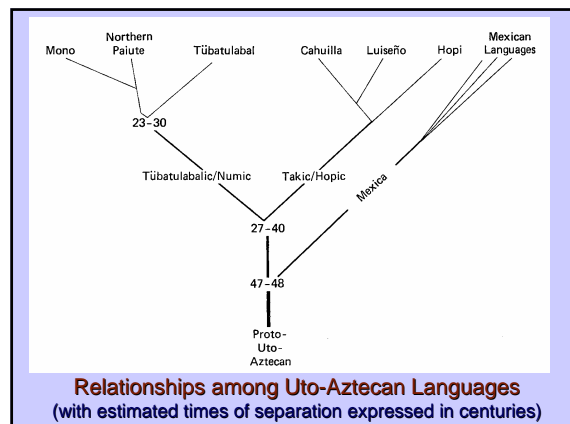 Mono
Northern
Paiute
Tübatulabal
Cahuilla
Luiseño
Hopi
Mexican
Languages
23-30
Tübatulabalic/Numic
Takic/Hopic
Mexica
27-40
47-48
Proto-
Uto-
Aztecan
Relationships among Uto-Aztecan Languages
(with estimated times of separation expressed in centuries)